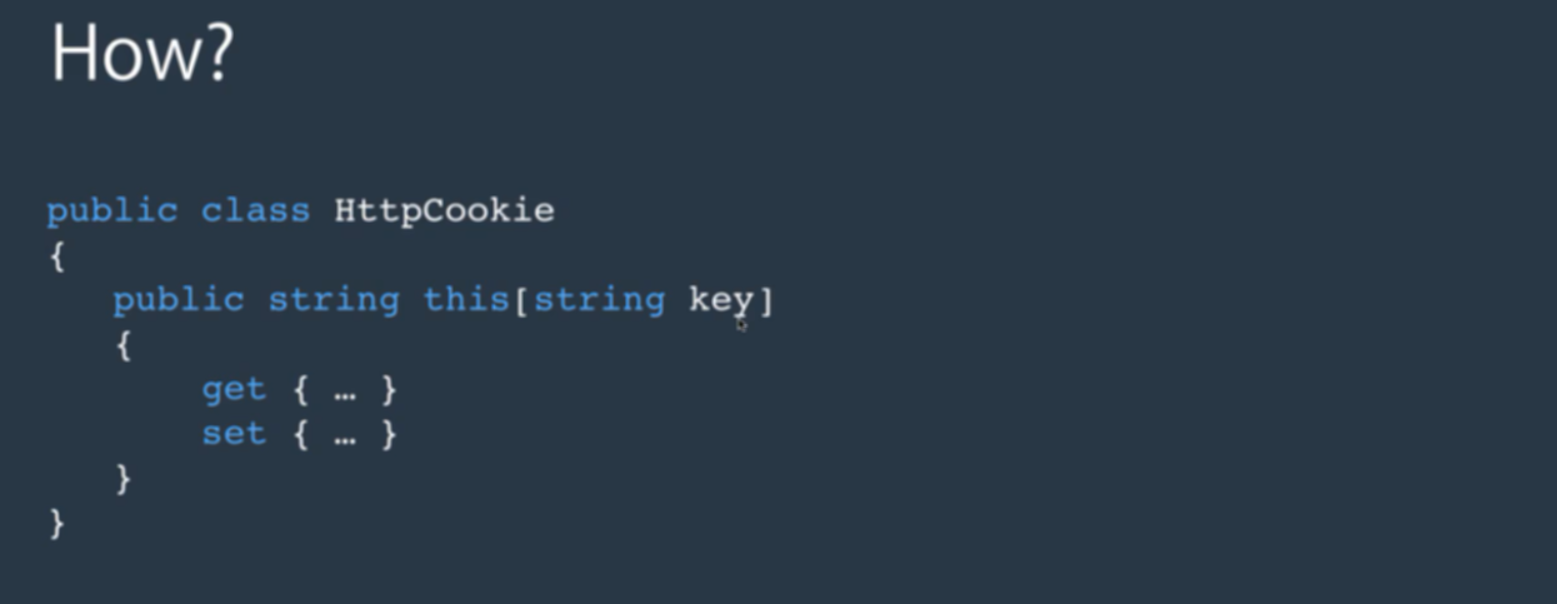 How?
public class HttpCookie
{
public string this[string key]
{
get { … }
set { … }
}
}